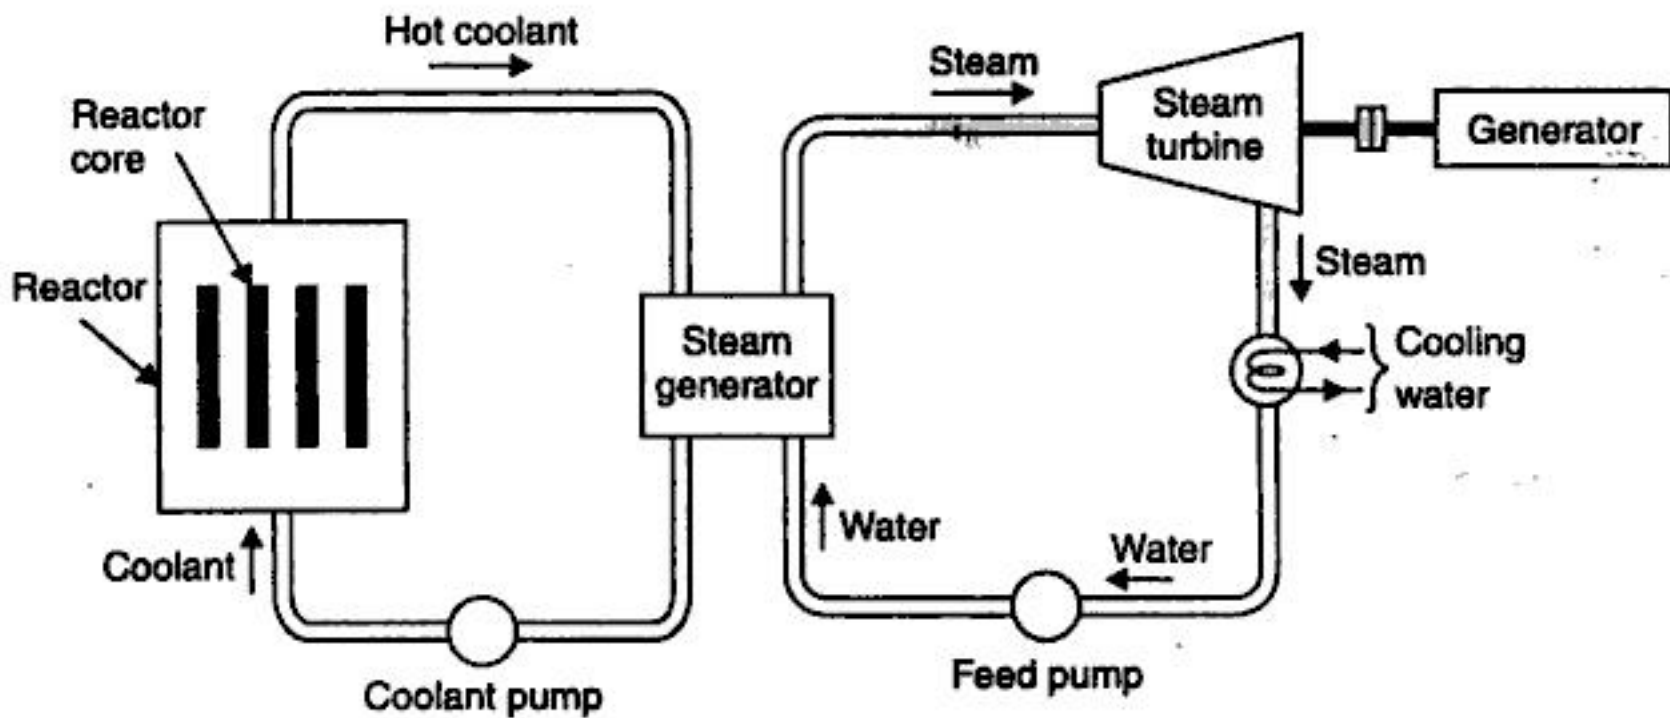 Hot coolant
Steam
Reactor
core
Steam
turbine
Generator
Reactor
Steam
Steam
generator
Cooling
water
Coolant
Water
Water
Coolant pump
Feed pump